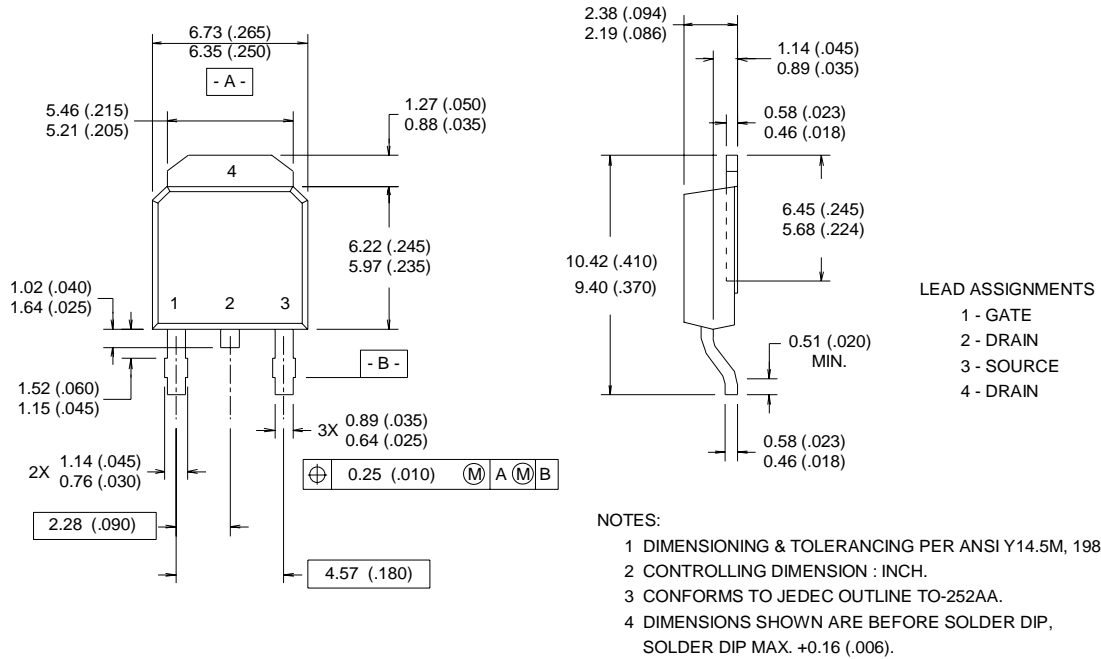 6.73 (.265)
6.35 (.250)
- A -
5.46 (.215)
5.21 (.205)
1.27 (.050)
0.88 (.035)
4
6.22 (.245)
5.97 (.235)
1.02 (.040)
1.64 (.025)
1
2
3
- B -
1.52 (.060)
1.15 (.045)
3X
0.89 (.035)
0.64 (.025)
2X
1.14 (.045)
0.76 (.030)
⌖ 0.25 (.010) Ⓜ A Ⓜ B
2.28 (.090)
4.57 (.180)
2.38 (.094)
2.19 (.086)
1.14 (.045)
0.89 (.035)
0.58 (.023)
0.46 (.018)
6.45 (.245)
5.68 (.224)
10.42 (.410)
9.40 (.370)
0.51 (.020)
MIN.
0.58 (.023)
0.46 (.018)
LEAD ASSIGNMENTS
1 - GATE
2 - DRAIN
3 - SOURCE
4 - DRAIN
NOTES:
1 DIMENSIONING & TOLERANCING PER ANSI Y14.5M, 198
2 CONTROLLING DIMENSION : INCH.
3 CONFORMS TO JEDEC OUTLINE TO-252AA.
4 DIMENSIONS SHOWN ARE BEFORE SOLDER DIP,
SOLDER DIP MAX. +0.16 (.006).